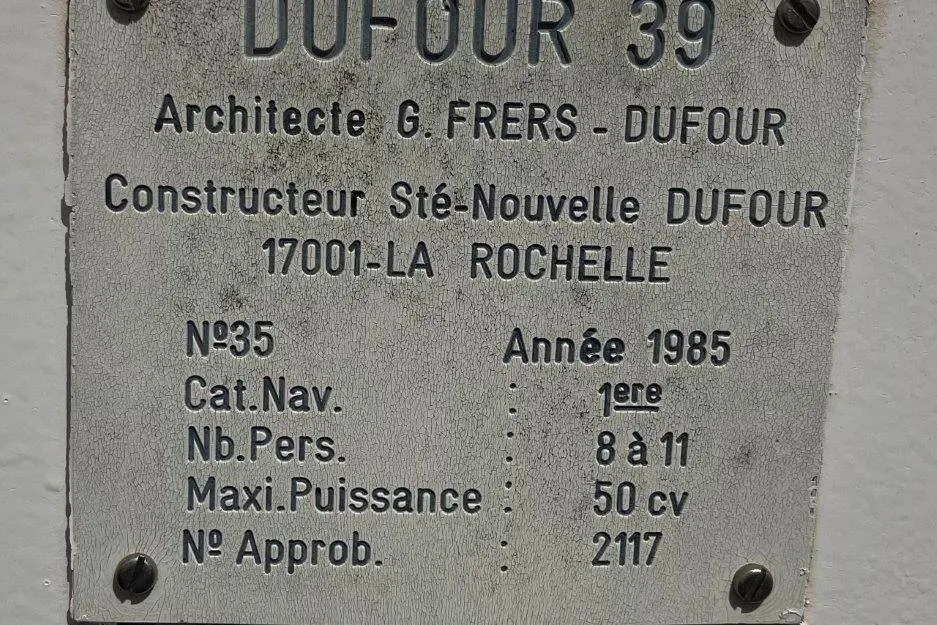 DUFOUR 39
Architecte G. FRERS - DUFOUR
Constructeur Sté-Nouvelle DUFOUR
17001-LA ROCHELLE
Nº35 Année 1985
Cat.Nav. : 1ere
Nb.Pers. : 8 à 11
Maxi.Puissance : 50 cv
Nº Approb. : 2117